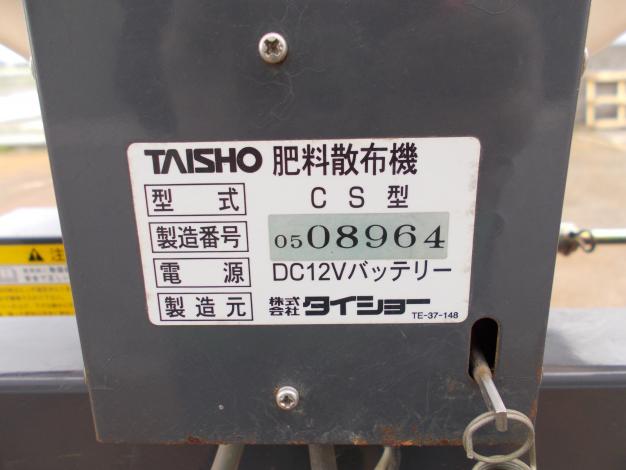 TAISHO 肥料散布機
型式 CS型
製造番号 0508964
電源 DC12Vバッテリー
製造元 株式会社タイショー
TE-37-148
注